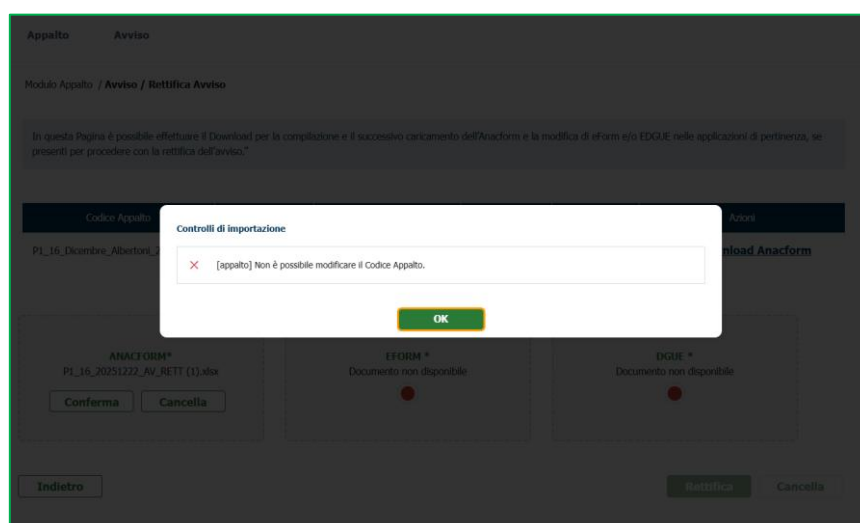 Appalto Avviso
Modulo Appalto / Avviso / Rettifica Avviso
In questa Pagina è possibile effettuare il Download per la compilazione e il successivo caricamento dell'Anacform e la modifica di eForm e/o EDGUE nelle applicazioni di pertinenza, se
presenti per procedere con la rettifica dell'avviso."
Codice Appalto Azioni
P1_16_Dicembre_Albertoni_2 nload Anacform
Controlli di importazione
[appalto] Non è possibile modificare il Codice Appalto.
OK
ANACFORM* EFORM * DGUE *
P1_16_20251222_AV_RETT (1).xlsx Documento non disponibile Documento non disponibile
Conferma Cancella
Indietro Rettifica Cancella